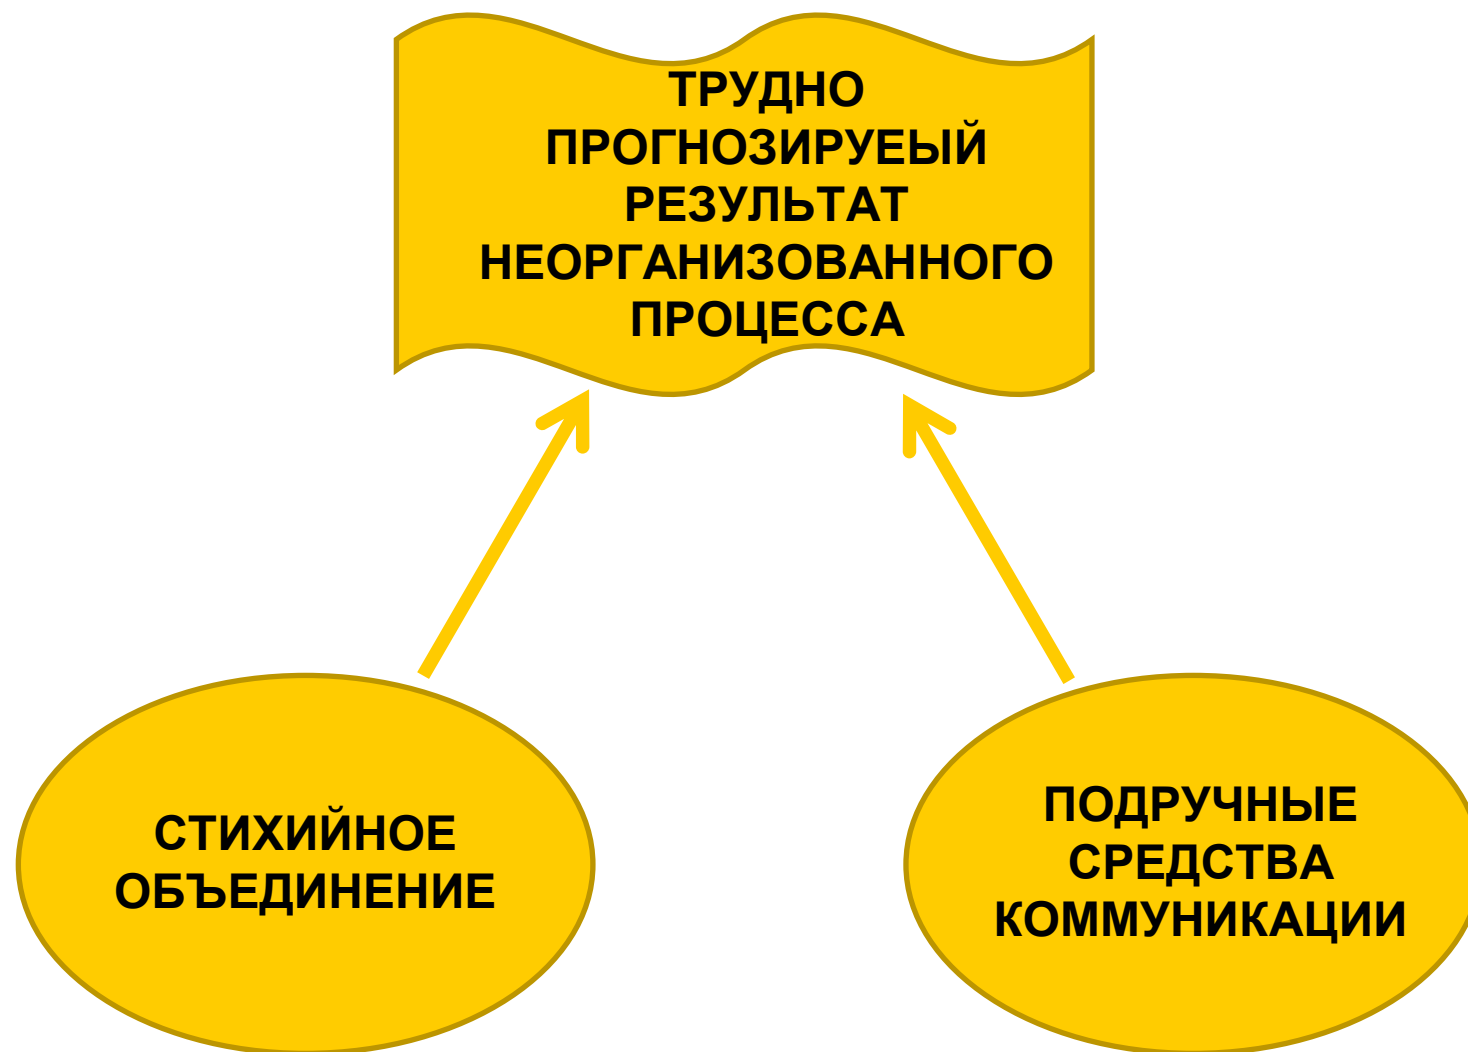 ТРУДНО
ПРОГНОЗИРУЕЫЙ
РЕЗУЛЬТАТ
НЕОРГАНИЗОВАННОГО
ПРОЦЕССА
СТИХИЙНОЕ
ОБЪЕДИНЕНИЕ
ПОДРУЧНЫЕ
СРЕДСТВА
КОММУНИКАЦИИ